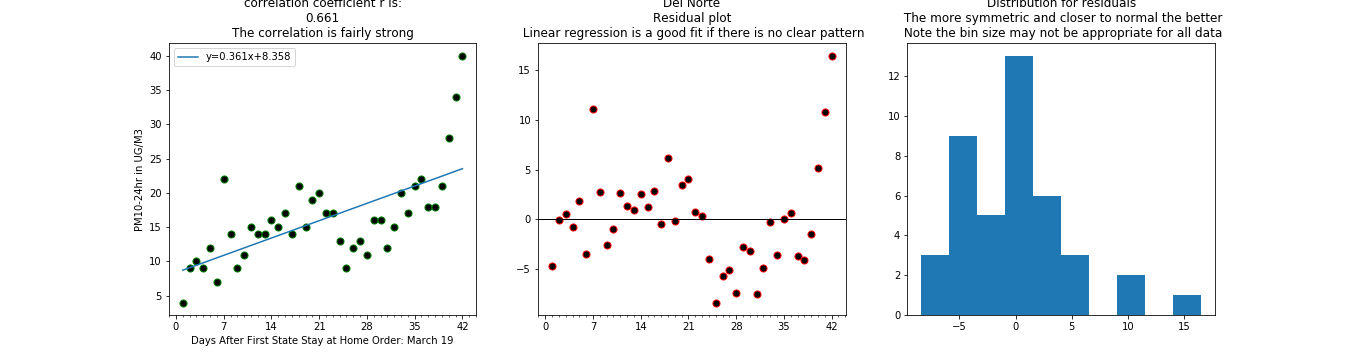 correlation coefficient r is:
0.661
The correlation is fairly strong
y=0.361x+8.358
40
35
30
25
20
15
10
5
PM10-24hr in UG/M3
0 7 14 21 28 35 42
Days After First State Stay at Home Order: March 19
Del Norte
Residual plot
Linear regression is a good fit if there is no clear pattern
15
10
5
0
−5
0 7 14 21 28 35 42
Distribution for residuals
The more symmetric and closer to normal the better
Note the bin size may not be appropriate for all data
12
10
8
6
4
2
0
−5 0 5 10 15